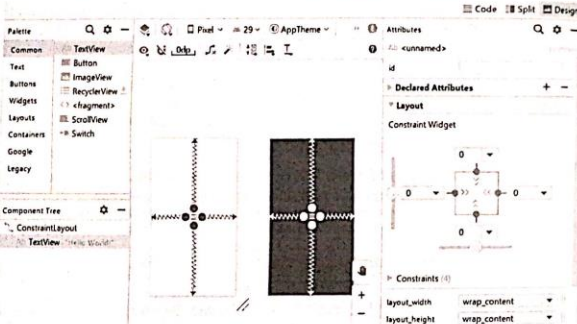 Code Split Design
Palette
Pixel 29 AppTheme
Attributes
Common
Text
Buttons
Widgets
Layouts
Containers
Google
Legacy
TextView
Button
ImageView
RecyclerView
<fragment>
ScrollView
Switch
0dp
Component Tree
ConstraintLayout
TextView "Hello World!"
<unnamed>
id
Declared Attributes
Layout
Constraint Widget
0
0
0
0
Constraints (4)
layout_width wrap_content
layout_height wrap_content